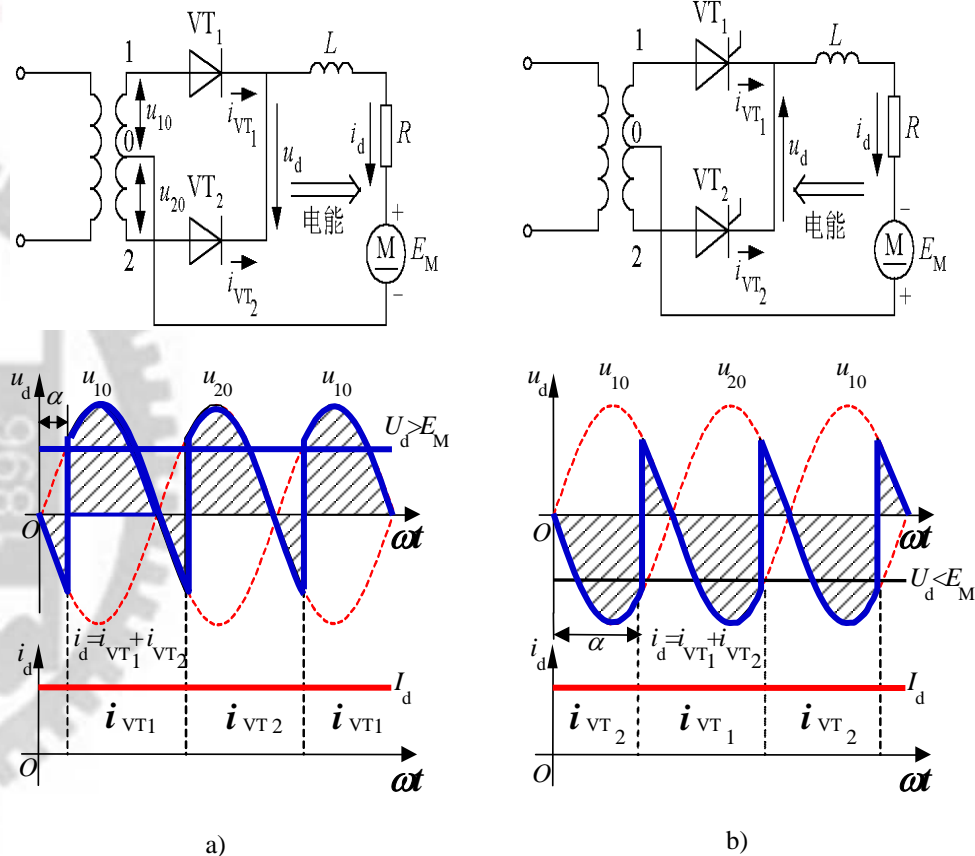 VT1
1
L
u10
iVT1
id
R
0
ud
u20
VT2
电能
+
M
EM
2
iVT2
−
VT1
1
L
iVT1
id
R
0
ud
VT2
电能
−
M
EM
2
iVT2
+
ud
α
u10
u20
u10
Ud>EM
O
ωt
id=iVT1+iVT2
id
Id
iVT1
iVT2
iVT1
O
ωt
a)
ud
u10
u20
u10
O
ωt
Ud<EM
α
id=iVT1+iVT2
id
Id
iVT2
iVT1
iVT2
O
ωt
b)
896